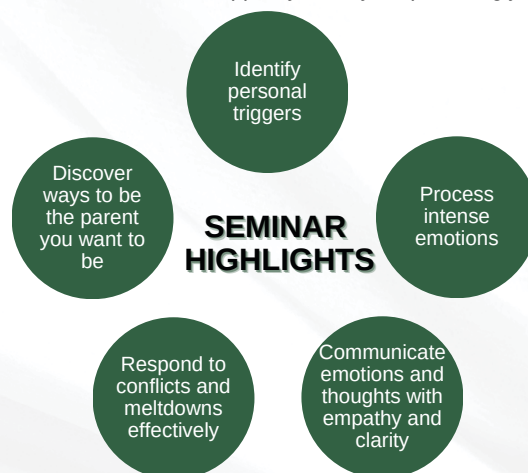 Identify
personal
triggers
Process
intense
emotions
Communicate
emotions and
thoughts with
empathy and
clarity
Respond to
conflicts and
meltdowns
effectively
Discover
ways to be
the parent
you want to
be
SEMINAR
HIGHLIGHTS